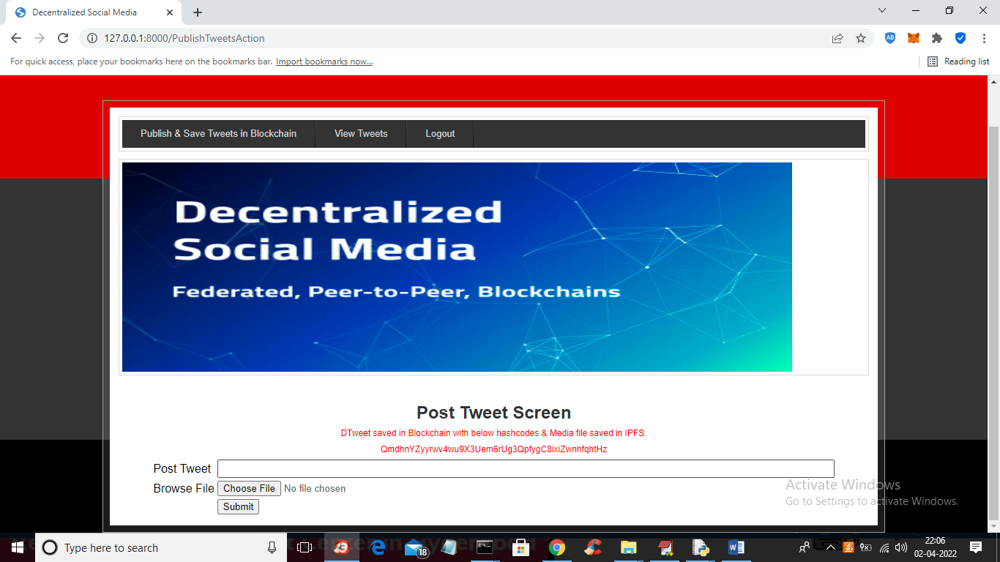 Decentralized Social Media
127.0.0.1:8000/PublishTweetsAction
For quick access, place your bookmarks here on the bookmarks bar. Import bookmarks now...
Reading list
Publish & Save Tweets in Blockchain View Tweets Logout
Decentralized
Social Media
Federated, Peer-to-Peer, Blockchains
Post Tweet Screen
DTweet saved in Blockchain with below hashcodes & Media file saved in IPFS.
QmdhnYZyyrwv4wu9X3Uem6rUg3QpfygC8ixiZwnhfqhtHz
Post Tweet
Browse File Choose File No file chosen
Submit
Activate Windows
Go to Settings to activate Windows.
Type here to search
18
22:06
02-04-2022